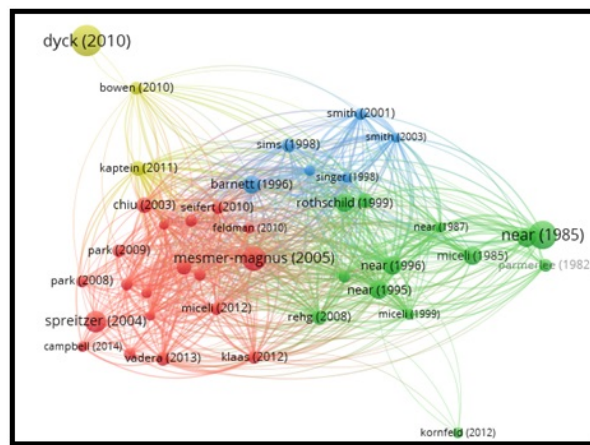 dyck (2010)
bowen (2010)
smith (2001)
smith (2003)
sims (1998)
kaptein (2011)
singer (1998)
barnett (1996)
rothschild (1999)
chiu (2003)
seifert (2010)
feldman (2010)
near (1987)
near (1985)
park (2009)
mesmer-magnus (2005)
miceli (1985)
near (1996)
parmerlee (1982
park (2008)
near (1995)
miceli (2012)
miceli (1999)
rehg (2008)
spreitzer (2004)
campbell (2014)
vadera (2013)
klaas (2012)
kornfeld (2012)